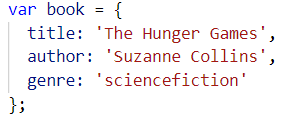 var book = {
  title: 'The Hunger Games',
  author: 'Suzanne Collins',
  genre: 'sciencefiction'
};